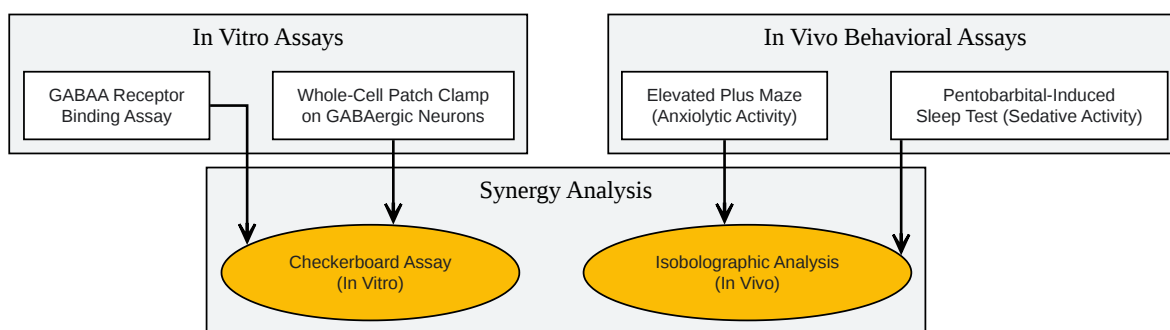 In Vitro Assays
GABAA Receptor
Binding Assay
Whole-Cell Patch Clamp
on GABAergic Neurons
In Vivo Behavioral Assays
Elevated Plus Maze
(Anxiolytic Activity)
Pentobarbital-Induced
Sleep Test (Sedative Activity)
Synergy Analysis
Checkerboard Assay
(In Vitro)
Isobolographic Analysis
(In Vivo)